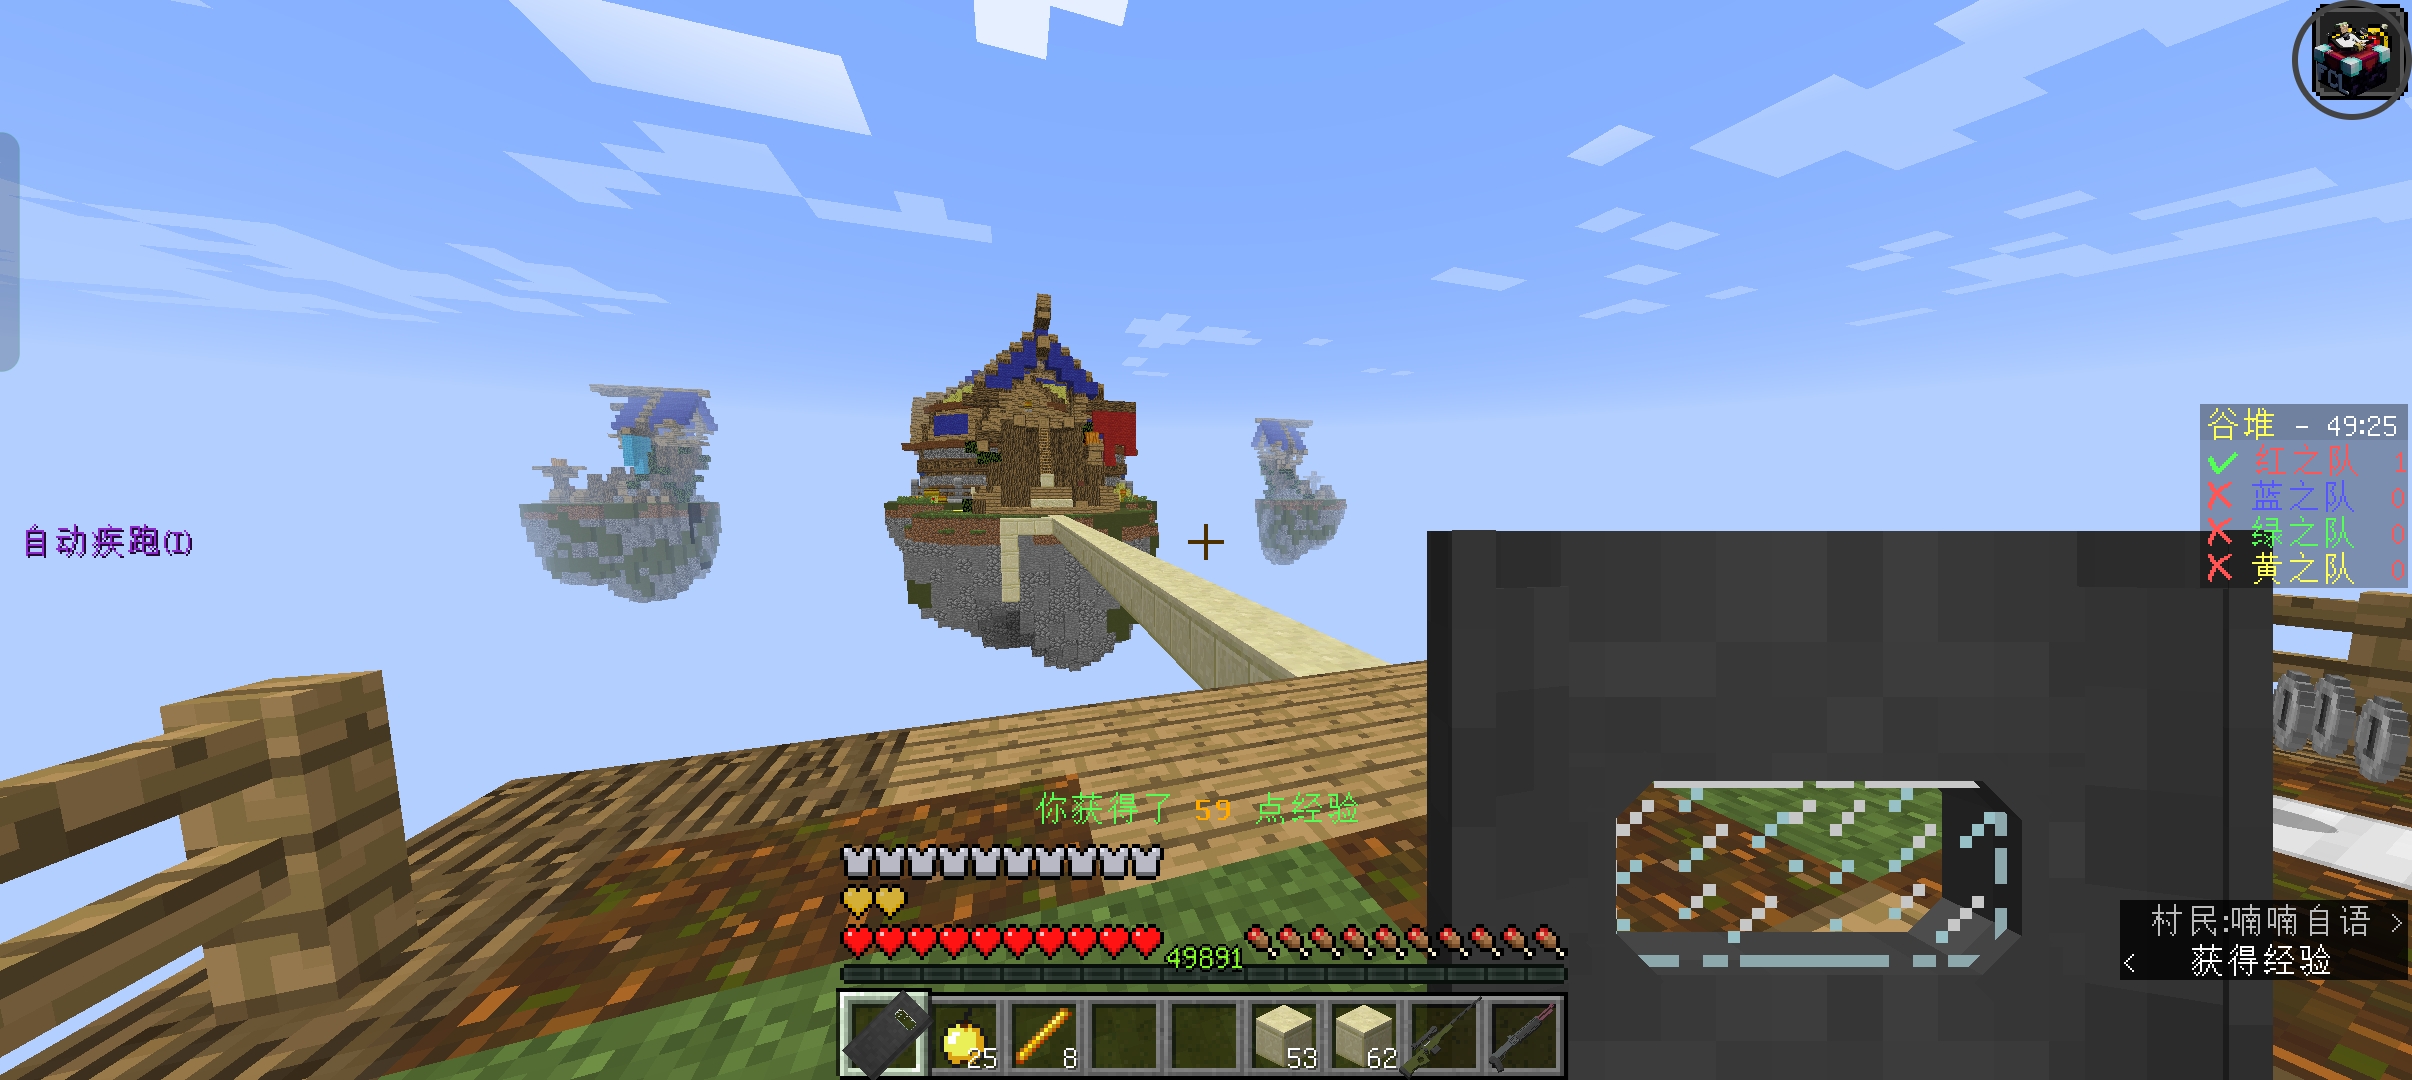 FCL
谷堆 - 49:25
✓ 红之队 1
✗ 蓝之队 0
✗ 绿之队 0
✗ 黄之队 0
自动疾跑(I)
你获得了 59 点经验
村民:喃喃自语 >
< 获得经验
49891
25 8 53 62